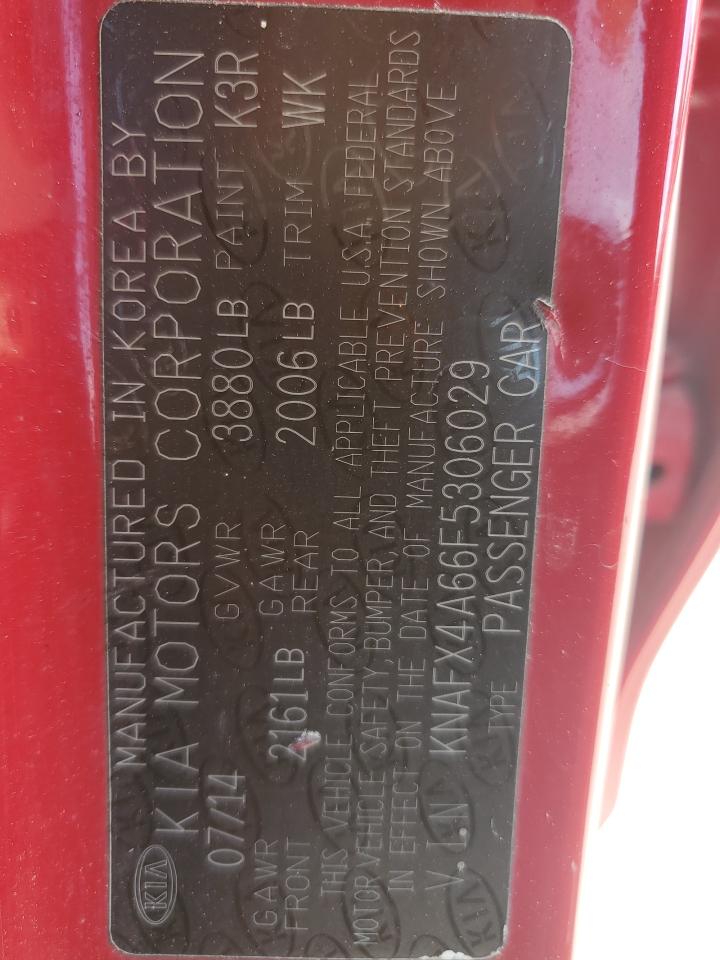 MANUFACTURED IN KOREA BY
KIA KIA MOTORS CORPORATION
07/14 GVWR 3880LB PAINT K3R
GAWR FRONT 2161LB GAWR REAR 2006LB TRIM WK
THIS VEHICLE CONFORMS TO ALL APPLICABLE U.S.A. FEDERAL
MOTOR VEHICLE SAFETY, BUMPER, AND THEFT PREVENTION STANDARDS
IN EFFECT ON THE DATE OF MANUFACTURE SHOWN ABOVE
V.I.N KNAFX4A66F5306029
TYPE PASSENGER CAR